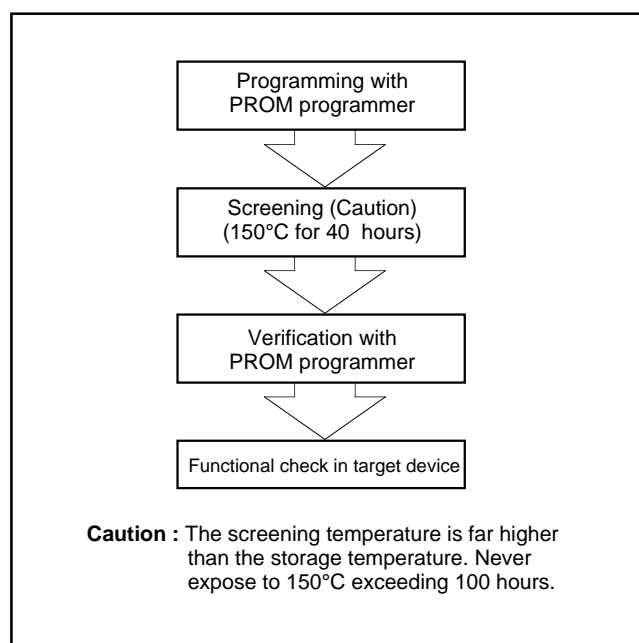 Programming with
PROM programmer
Screening (Caution)
(150°C for 40 hours)
Verification with
PROM programmer
Functional check in target device
Caution : The screening temperature is far higher
than the storage temperature. Never
expose to 150°C exceeding 100 hours.